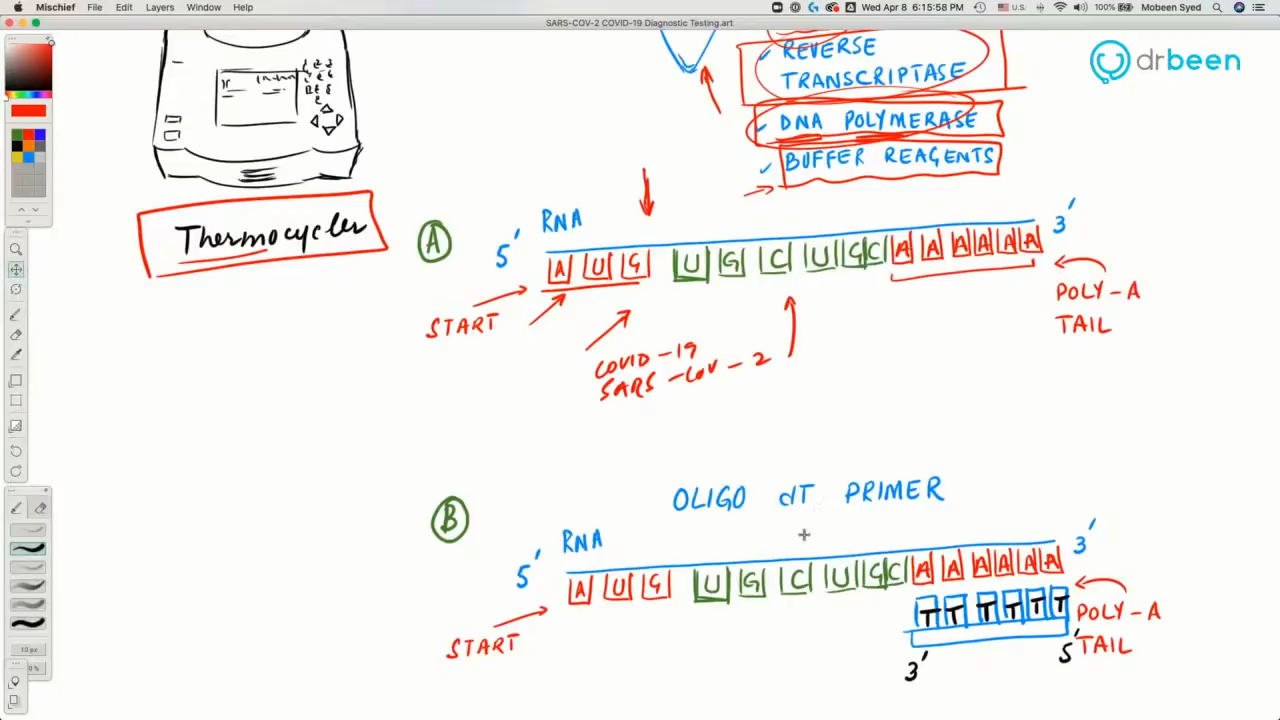 Mischief File Edit Layers Window Help
100% Wed Apr 8 6:15:58 PM Mobeen Syed
SARS-COV-2 COVID-19 Diagnostic Testing.art
drbeen
REVERSE
TRANSCRIPTASE
DNA POLYMERASE
BUFFER REAGENTS
Thermocycler
A
RNA
5' 3'
A U G U G C U G C A A A A A A
START
POLY-A
TAIL
COVID-19
SARS-CoV-2
B
OLIGO dT PRIMER
RNA
5' 3'
A U G U G C U G C A A A A A A
T T T T T T
START
POLY-A
TAIL
3' 5'
10 px